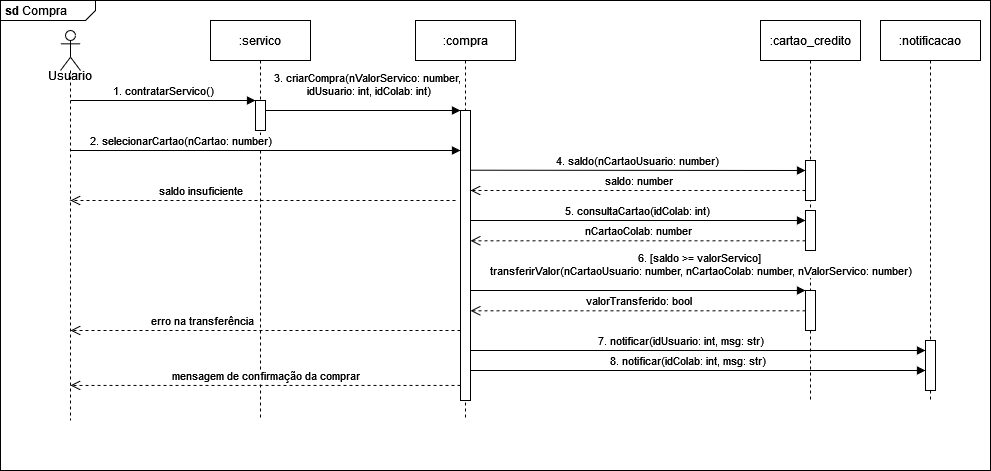 sd Compra
:servico
:compra
:cartao_credito
:notificacao
Usuario
3. criarCompra(nValorServico: number,
idUsuario: int, idColab: int)
1. contratarServico()
2. selecionarCartao(nCartao: number)
4. saldo(nCartaoUsuario: number)
saldo: number
saldo insuficiente
5. consultaCartao(idColab: int)
nCartaoColab: number
6. [saldo >= valorServico]
transferirValor(nCartaoUsuario: number, nCartaoColab: number, nValorServico: number)
valorTransferido: bool
erro na transferência
7. notificar(idUsuario: int, msg: str)
8. notificar(idColab: int, msg: str)
mensagem de confirmação da comprar